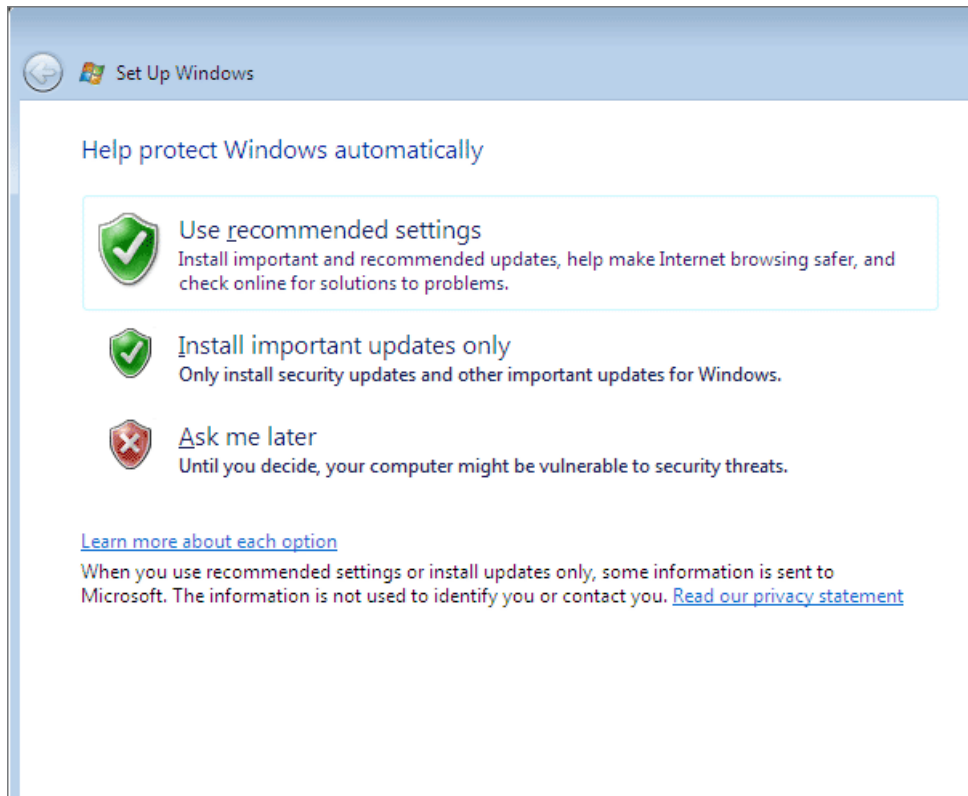 Set Up Windows
Help protect Windows automatically
Use recommended settings
Install important and recommended updates, help make Internet browsing safer, and
check online for solutions to problems.
Install important updates only
Only install security updates and other important updates for Windows.
Ask me later
Until you decide, your computer might be vulnerable to security threats.
Learn more about each option
When you use recommended settings or install updates only, some information is sent to
Microsoft. The information is not used to identify you or contact you. Read our privacy statement